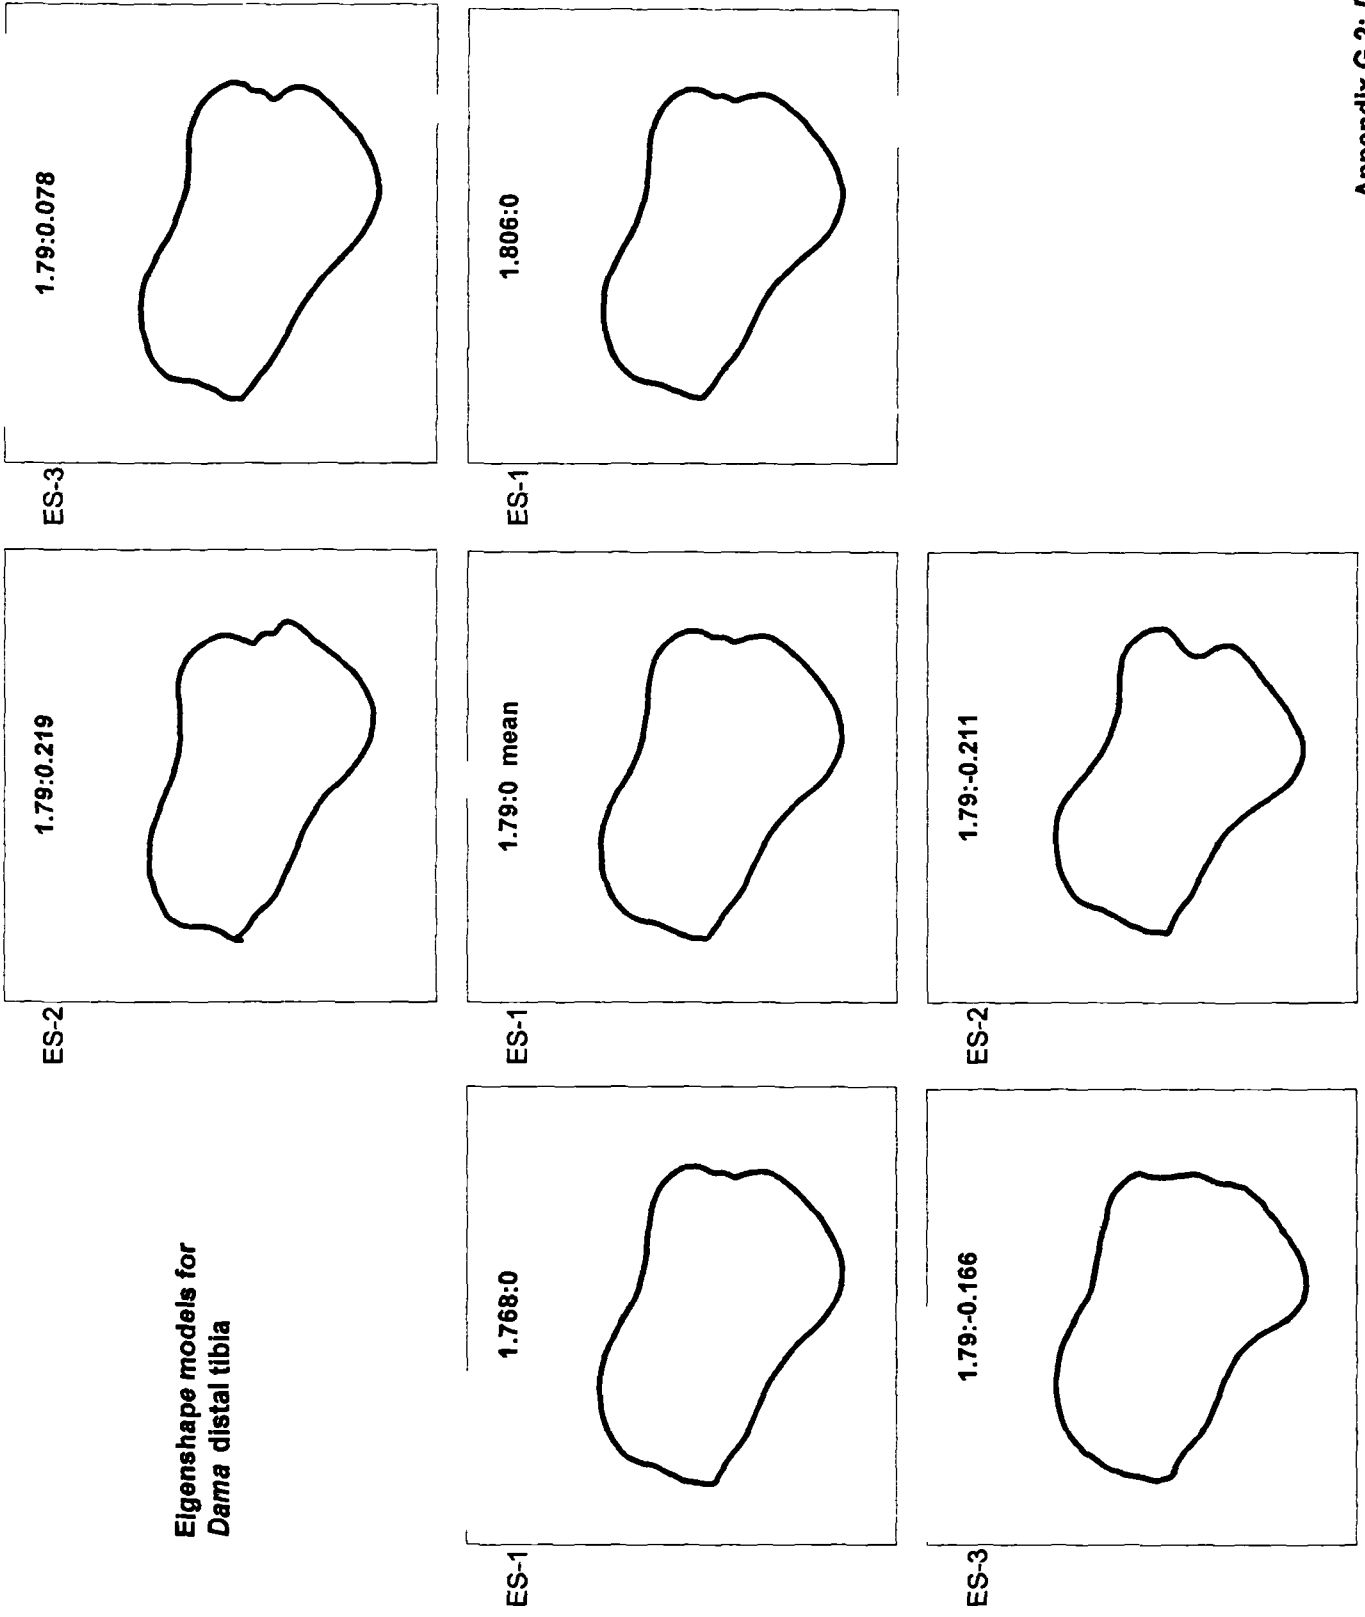 Eigenshape models for
Dama distal tibia
ES-2
1.79:0.219
ES-3
1.79:0.078
ES-1
1.768:0
ES-1
1.79:0 mean
ES-1
1.806:0
ES-3
1.79:-0.166
ES-2
1.79:-0.211
Appendix G.2: